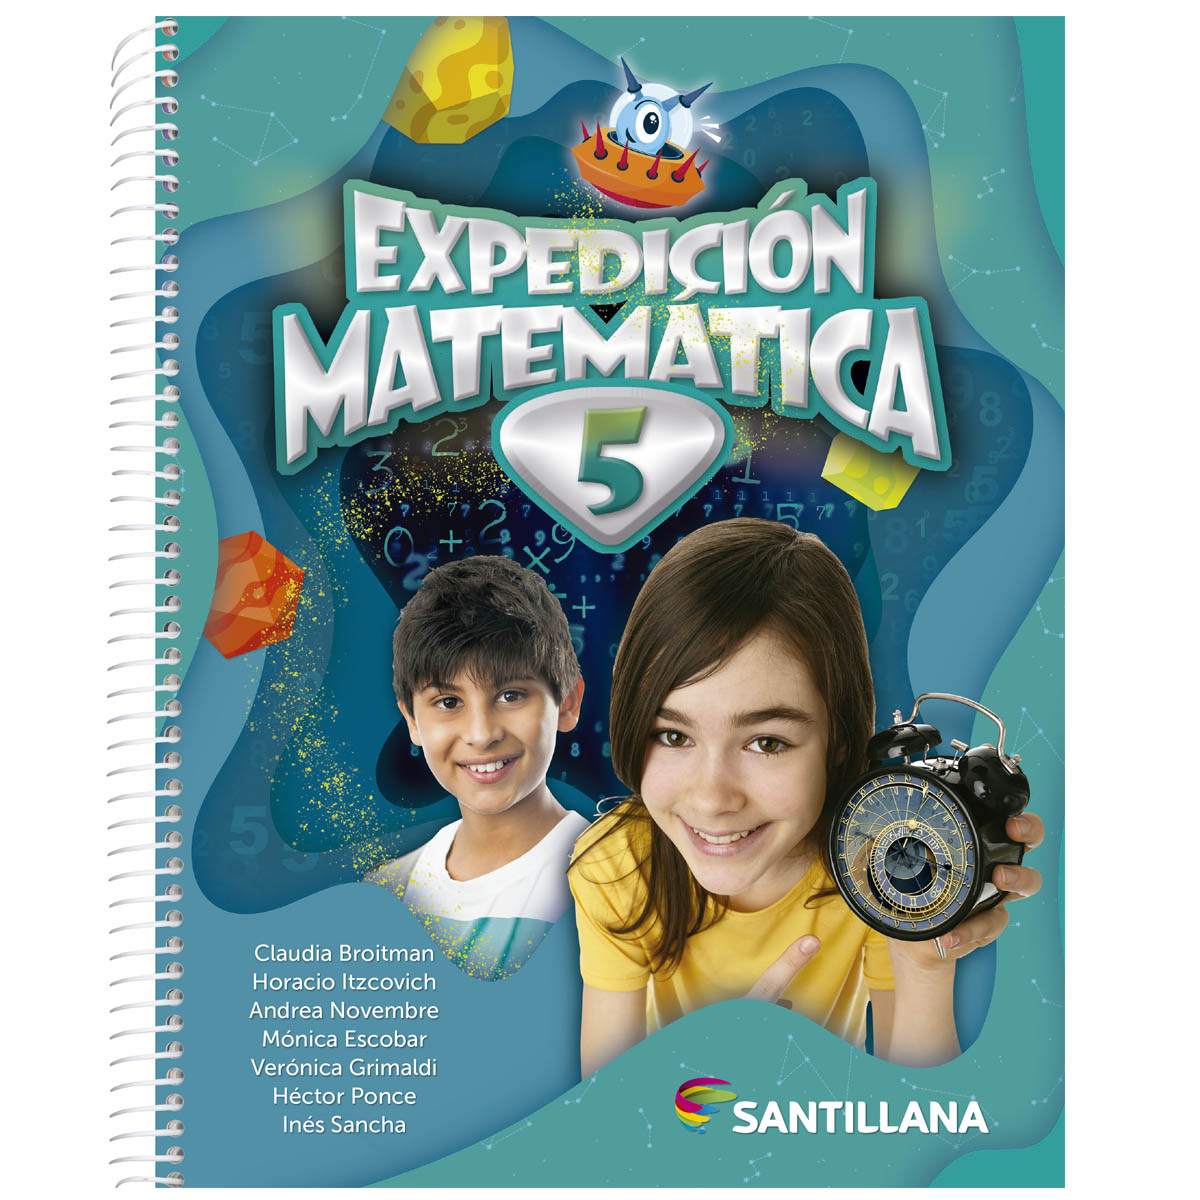 EXPEDICIÓN
MATEMÁTICA
5
Claudia Broitman
Horacio Itzcovich
Andrea Novembre
Mónica Escobar
Verónica Grimaldi
Héctor Ponce
Inés Sancha
SANTILLANA